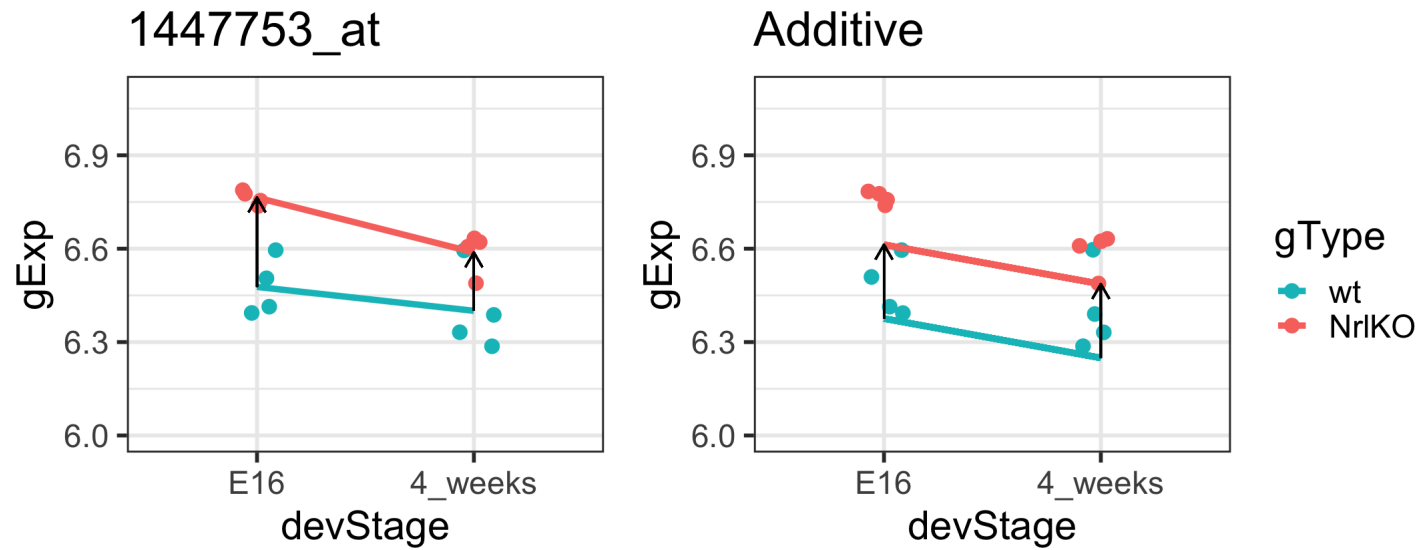 1447753_at
gExp
6.9
6.6
6.3
6.0
E16
4_weeks
devStage
Additive
gExp
6.9
6.6
6.3
6.0
E16
4_weeks
devStage
gType
wt
NrlKO